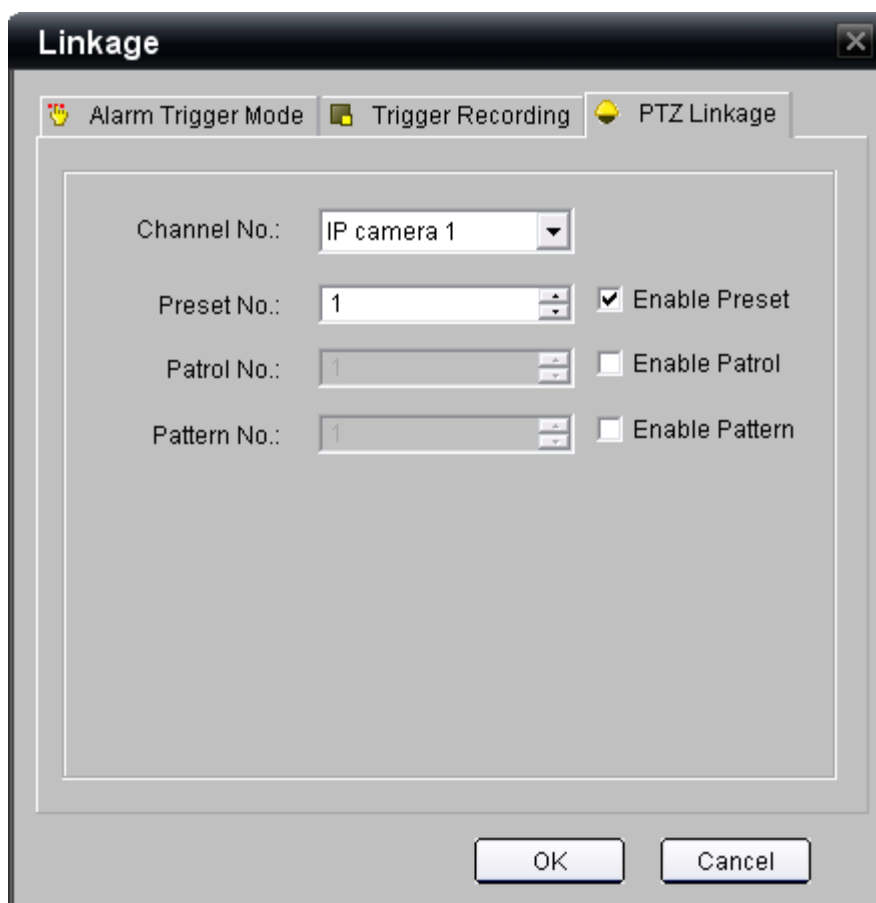 Linkage
Alarm Trigger Mode Trigger Recording PTZ Linkage
Channel No.: IP camera 1
Preset No.: 1 Enable Preset
Patrol No.: 1 Enable Patrol
Pattern No.: 1 Enable Pattern
OK Cancel